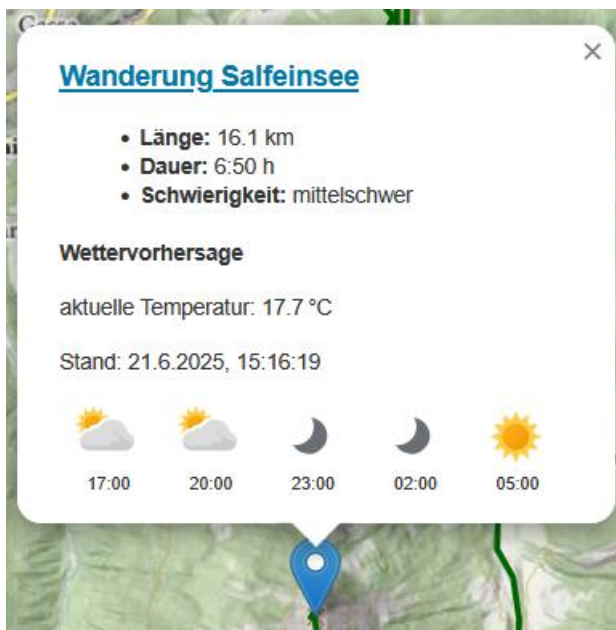 Wanderung Salfeinsee
• Länge: 16.1 km
• Dauer: 6:50 h
• Schwierigkeit: mittelschwer
Wettervorhersage
aktuelle Temperatur: 17.7 °C
Stand: 21.6.2025, 15:16:19
17:00 20:00 23:00 02:00 05:00